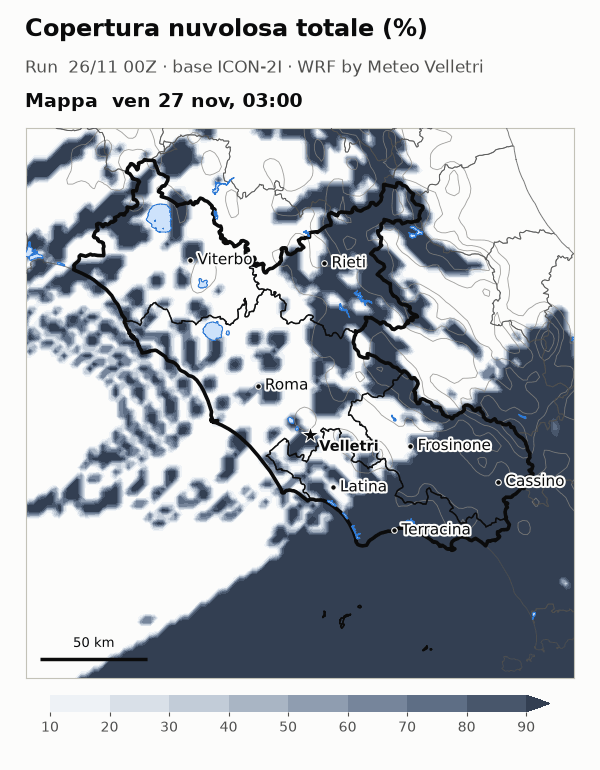 Copertura nuvolosa totale (%)
Run  26/11 00Z · base ICON-2I · WRF by Meteo Velletri
Mappa  ven 27 nov, 03:00
Viterbo
Rieti
Roma
Velletri
Frosinone
Latina
Cassino
Terracina
50 km
10 20 30 40 50 60 70 80 90